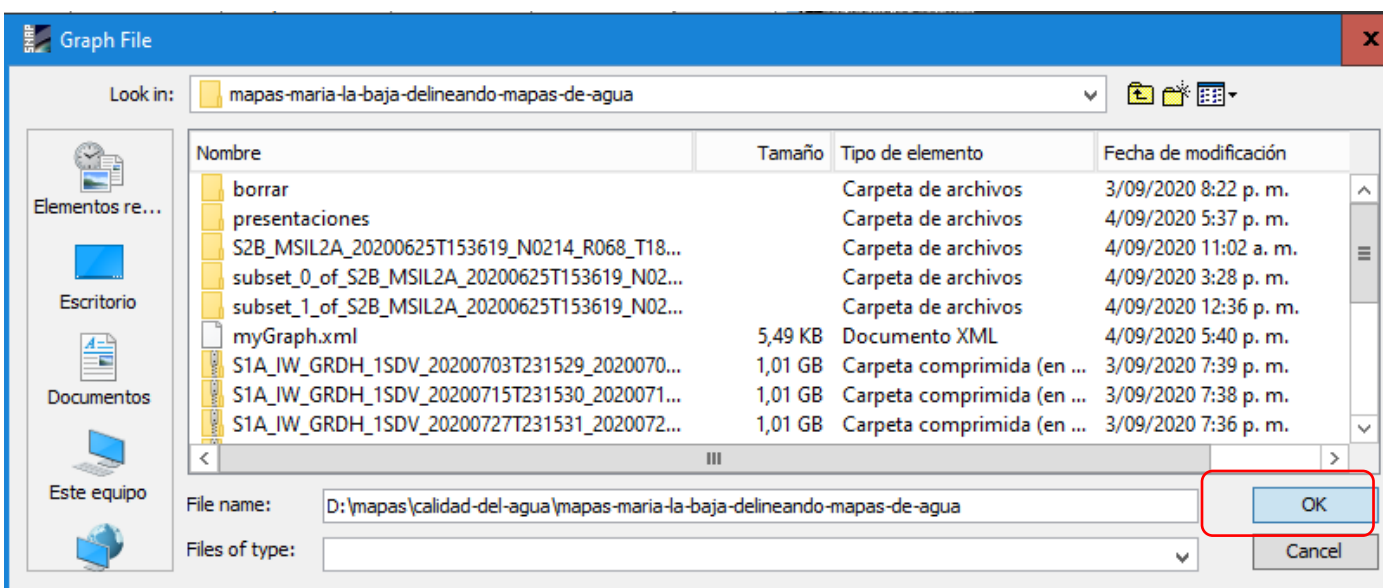 SNAP Graph File x
Look in: mapas-maria-la-baja-delineando-mapas-de-agua
Nombre Tamaño Tipo de elemento Fecha de modificación
borrar Carpeta de archivos 3/09/2020 8:22 p. m.
presentaciones Carpeta de archivos 4/09/2020 5:37 p. m.
S2B_MSIL2A_20200625T153619_N0214_R068_T18... Carpeta de archivos 4/09/2020 11:02 a. m.
subset_0_of_S2B_MSIL2A_20200625T153619_N02... Carpeta de archivos 4/09/2020 3:28 p. m.
subset_1_of_S2B_MSIL2A_20200625T153619_N02... Carpeta de archivos 4/09/2020 12:36 p. m.
myGraph.xml 5,49 KB Documento XML 4/09/2020 5:40 p. m.
S1A_IW_GRDH_1SDV_20200703T231529_2020070... 1,01 GB Carpeta comprimida (en ... 3/09/2020 7:39 p. m.
S1A_IW_GRDH_1SDV_20200715T231530_2020071... 1,01 GB Carpeta comprimida (en ... 3/09/2020 7:38 p. m.
S1A_IW_GRDH_1SDV_20200727T231531_2020072... 1,01 GB Carpeta comprimida (en ... 3/09/2020 7:36 p. m.
Elementos re...
Escritorio
Documentos
Este equipo
File name: D:\mapas\calidad-del-agua\mapas-maria-la-baja-delineando-mapas-de-agua OK
Files of type: Cancel